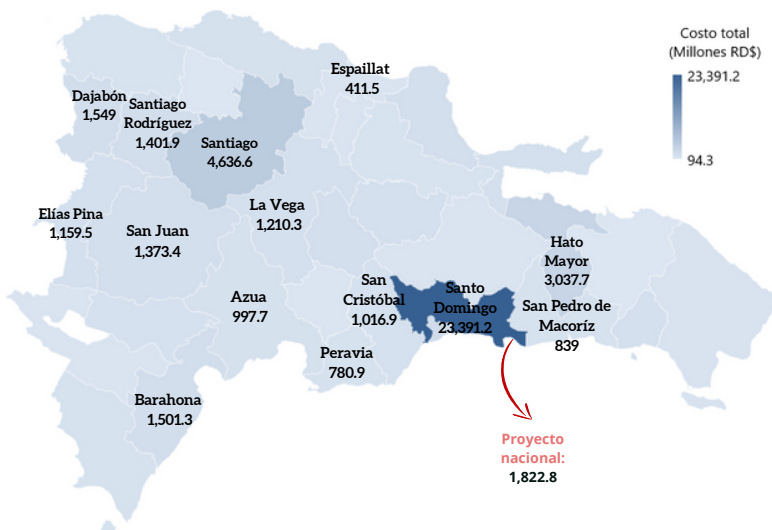 Costo total
(Millones RD$)
23,391.2
94.3
Espaillat
411.5
Dajabón
1,549
Santiago
Rodríguez
1,401.9
Santiago
4,636.6
Elías Pina
1,159.5
San Juan
1,373.4
La Vega
1,210.3
Hato
Mayor
3,037.7
Azua
997.7
San
Cristóbal
1,016.9
Santo
Domingo
23,391.2
San Pedro de
Macoríz
839
Peravia
780.9
Barahona
1,501.3
Proyecto
nacional:
1,822.8